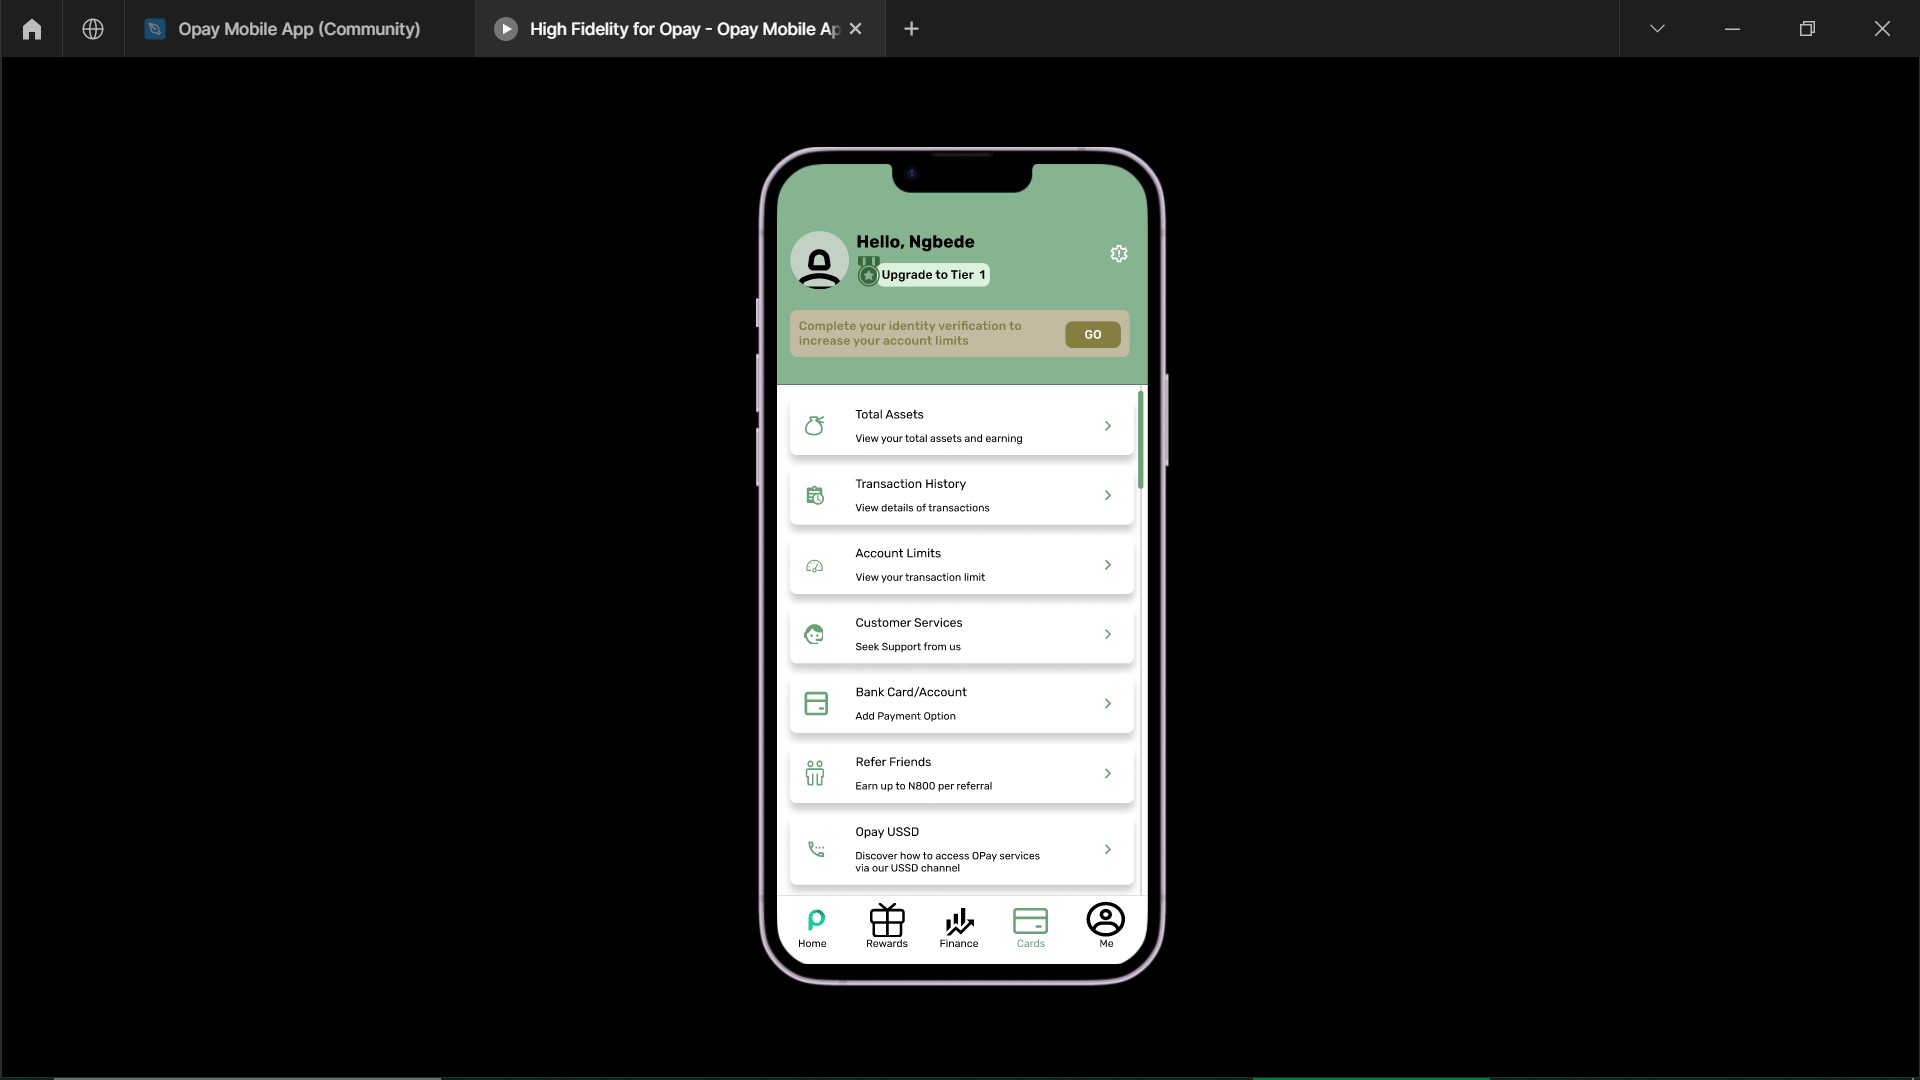 Opay Mobile App (Community)
High Fidelity for Opay - Opay Mobile Ap
Hello, Ngbede
Upgrade to Tier 1
Complete your identity verification to
increase your account limits
GO
Total Assets
View your total assets and earning
Transaction History
View details of transactions
Account Limits
View your transaction limit
Customer Services
Seek Support from us
Bank Card/Account
Add Payment Option
Refer Friends
Earn up to N800 per referral
Opay USSD
Discover how to access OPay services
via our USSD channel
Home
Rewards
Finance
Cards
Me